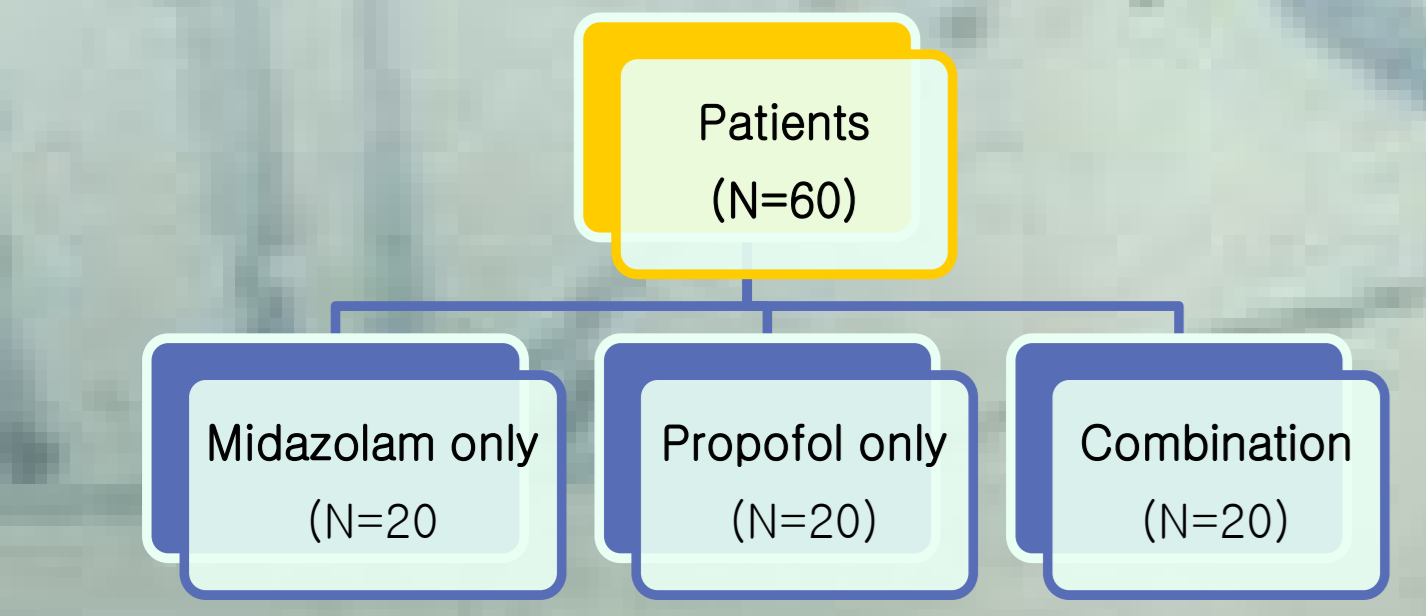 Patients
(N=60)
Midazolam only
(N=20
Propofol only
(N=20)
Combination
(N=20)